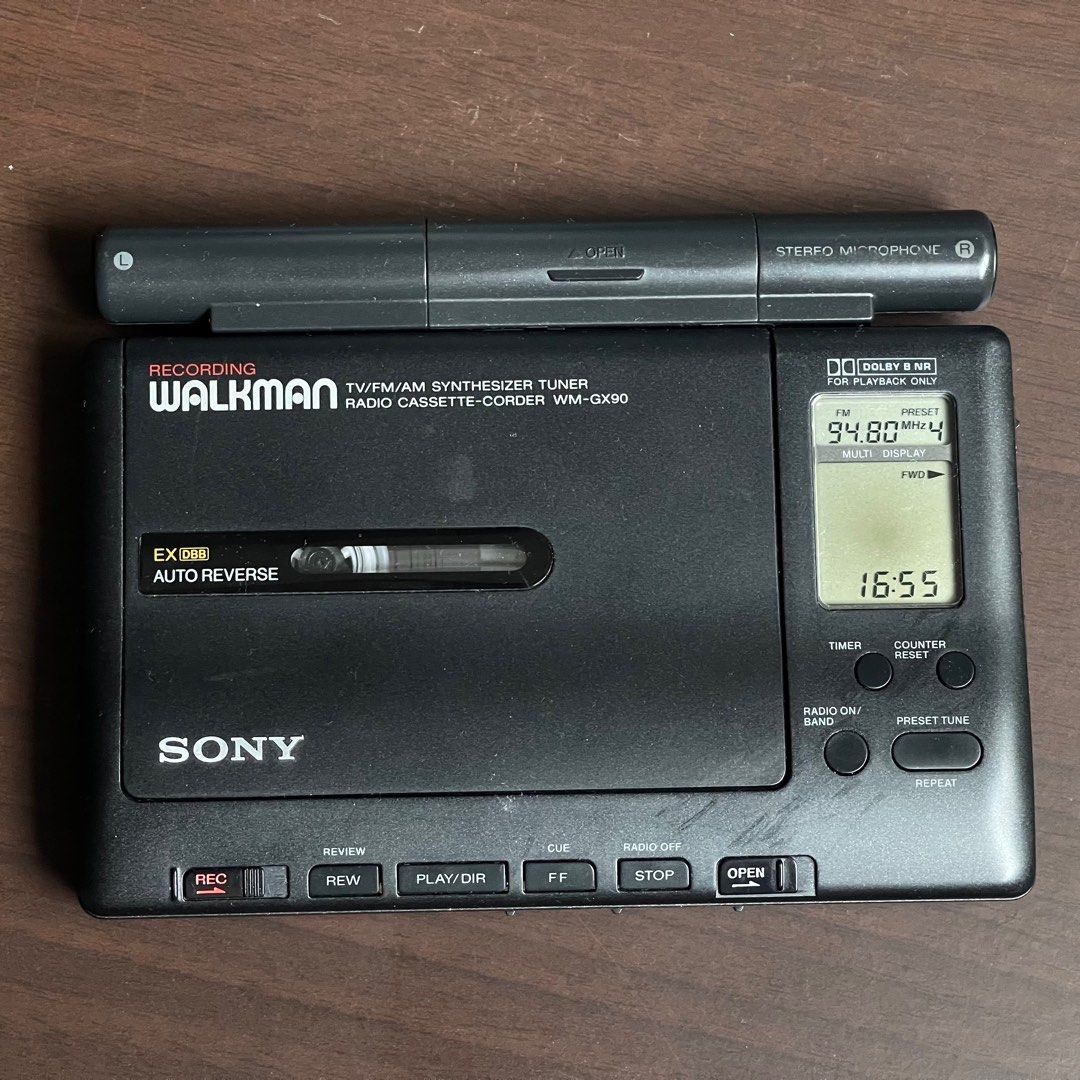 L
OPEN
STEREO MICROPHONE R
RECORDING
WALKMAN
TV/FM/AM SYNTHESIZER TUNER
RADIO CASSETTE-CORDER WM-GX90
DOLBY B NR
FOR PLAYBACK ONLY
FM PRESET
94.80 MHz 4
MULTI DISPLAY
FWD
16:55
EX DBB
AUTO REVERSE
TIMER
COUNTER
RESET
RADIO ON/
BAND
PRESET TUNE
REPEAT
SONY
REC
REVIEW
REW
PLAY/DIR
CUE
FF
RADIO OFF
STOP
OPEN